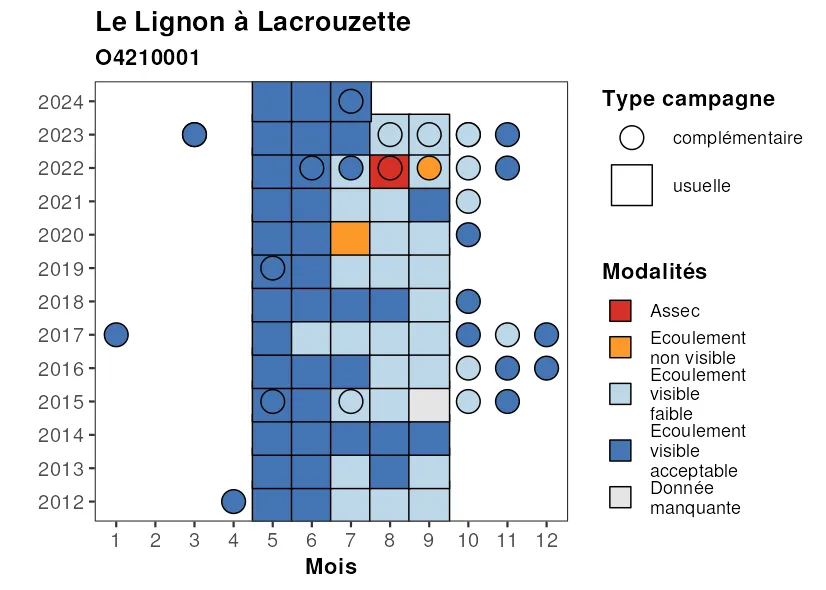 Le Lignon à Lacrouzette
O4210001
2024
2023
2022
2021
2020
2019
2018
2017
2016
2015
2014
2013
2012
1 2 3 4 5 6 7 8 9 10 11 12
Mois
Type campagne
complémentaire
usuelle
Modalités
Assec
Ecoulement
non visible
Ecoulement
visible
faible
Ecoulement
visible
acceptable
Donnée
manquante